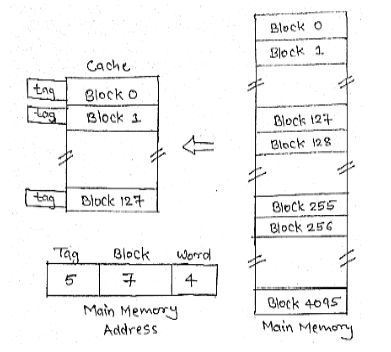 Cache
tag
Block 0
tag
Block 1
tag
Block 127
Tag Block Word
5 7 4
Main Memory
Address
Block 0
Block 1
Block 127
Block 128
Block 255
Block 256
Block 4095
Main Memory